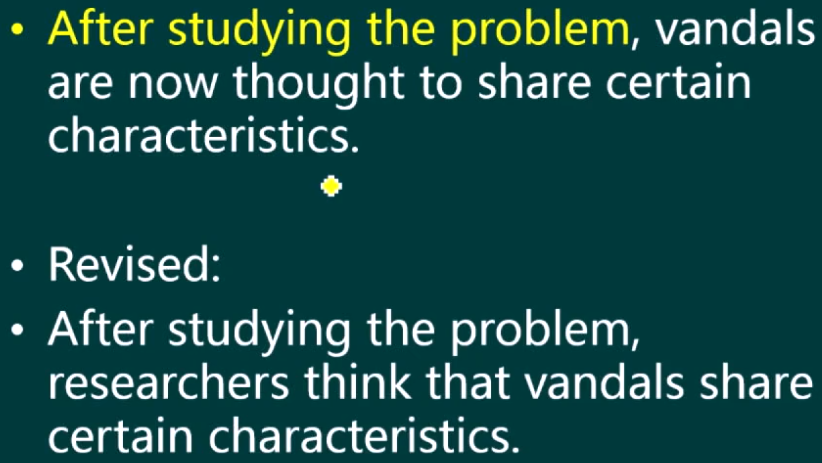 • After studying the problem, vandals
are now thought to share certain
characteristics.
• Revised:
• After studying the problem,
researchers think that vandals share
certain characteristics.